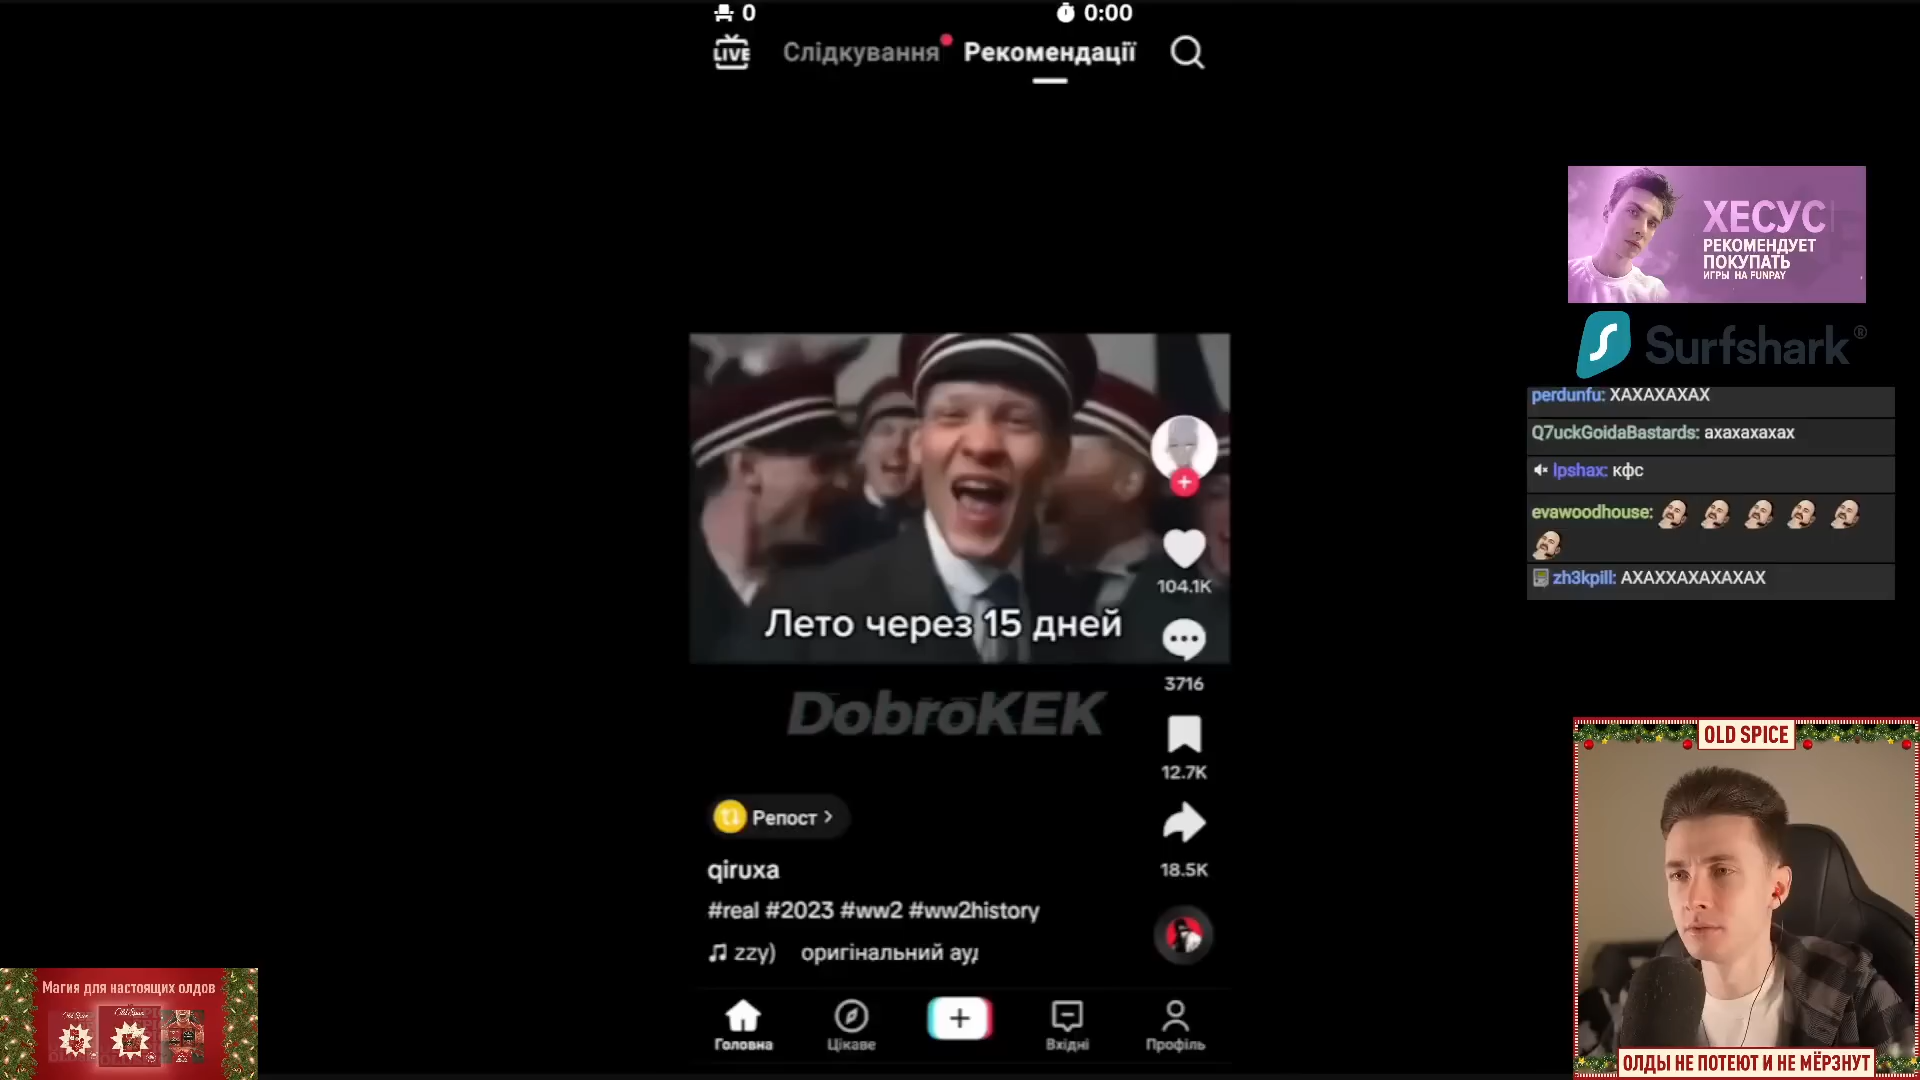 0
0:00
LIVE
Слідкування
Рекомендації
ХЕСУС
РЕКОМЕНДУЕТ
ПОКУПАТЬ
ИГРЫ НА FUNPAY
Surfshark®
perdunfu: XAXAXAXAX
Q7uckGoidaBastards: ахахахахах
lpshax: кфс
evawoodhouse:
zh3kpill: АХАХХАХАХАХАХ
Лето через 15 дней
104.1K
3716
DobroKEK
12.7K
Репост >
18.5K
qiruxa
#real #2023 #ww2 #ww2history
zzy) оригінальний ау
Головна
Цікаве
Вхідні
Профіль
OLD SPICE
ОЛДЫ НЕ ПОТЕЮТ И НЕ МЁРЗНУТ
Магия для настоящих олдов
Old Spice